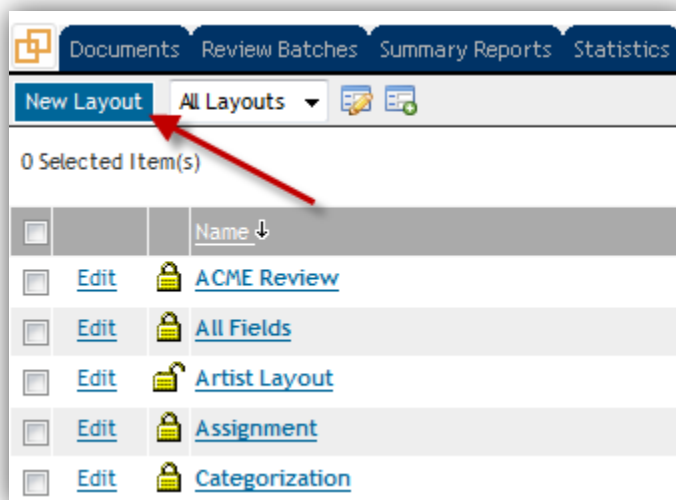 Documents Review Batches Summary Reports Statistics
New Layout All Layouts
0 Selected Item(s)
Name
Edit ACME Review
Edit All Fields
Edit Artist Layout
Edit Assignment
Edit Categorization